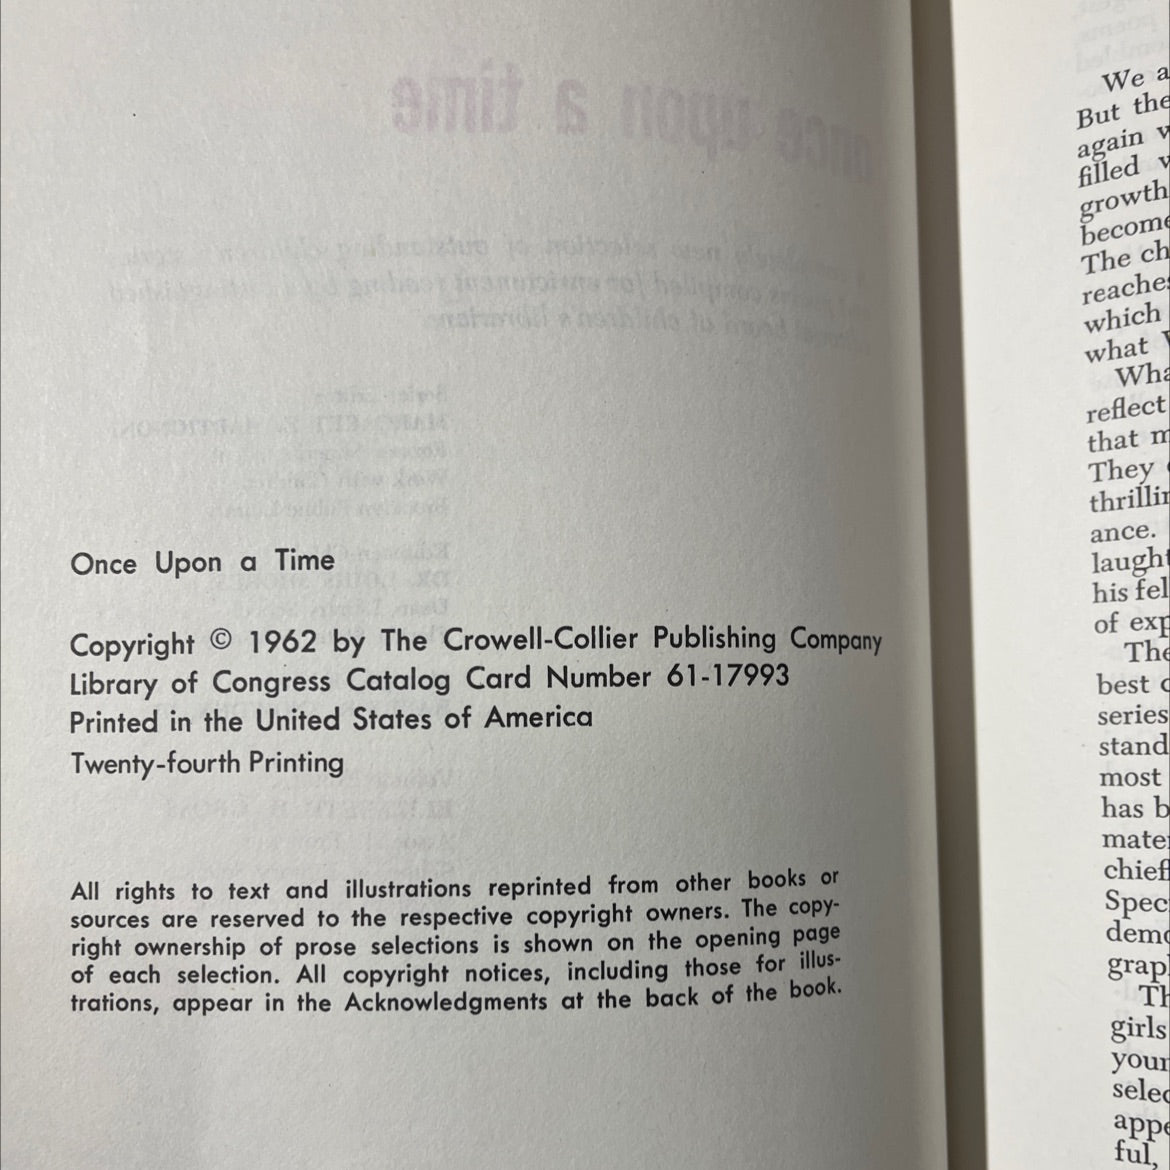 once upon a time
Once Upon a Time
Copyright © 1962 by The Crowell-Collier Publishing Company
Library of Congress Catalog Card Number 61-17993
Printed in the United States of America
Twenty-fourth Printing
All rights to text and illustrations reprinted from other books or
sources are reserved to the respective copyright owners. The copy-
right ownership of prose selections is shown on the opening page
of each selection. All copyright notices, including those for illus-
trations, appear in the Acknowledgments at the back of the book.
We a
But the
again
filled
growth
become
The ch
reaches
which
what
Wha
reflect
that m
They
thrillin
ance.
laught
his fel
of exp
The
best
series
stand
most
has b
mate
chief
Spec
demo
grap
Th
girls
your
selec
appe
ful,